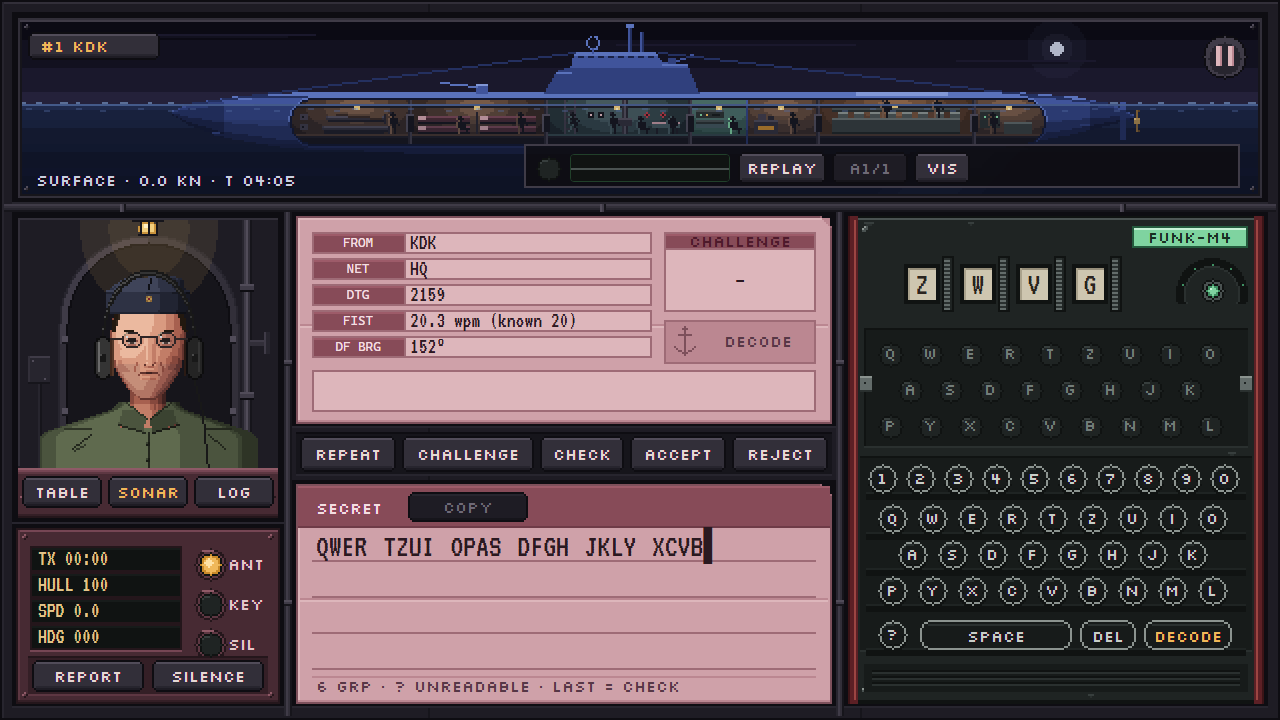 #1 KDK
SURFACE · 0.0 KN · T 04:05
REPLAY A1/1 VIS
FROM KDK
NET HQ
DTG 2159
FIST 20.3 wpm (known 20)
DF BRG 152°
CHALLENGE
–
DECODE
REPEAT CHALLENGE CHECK ACCEPT REJECT
TABLE SONAR LOG
TX 00:00
HULL 100
SPD 0.0
HDG 000
ANT
KEY
SIL
REPORT SILENCE
SECRET COPY
QWER TZUI OPAS DFGH JKLY XCVB
6 GRP · ? UNREADABLE · LAST = CHECK
FUNK-M4
Z W V G
Q W E R T Z U I O
A S D F G H J K
P Y X C V B N M L
1 2 3 4 5 6 7 8 9 0
Q W E R T Z U I O
A S D F G H J K
P Y X C V B N M L
? SPACE DEL DECODE